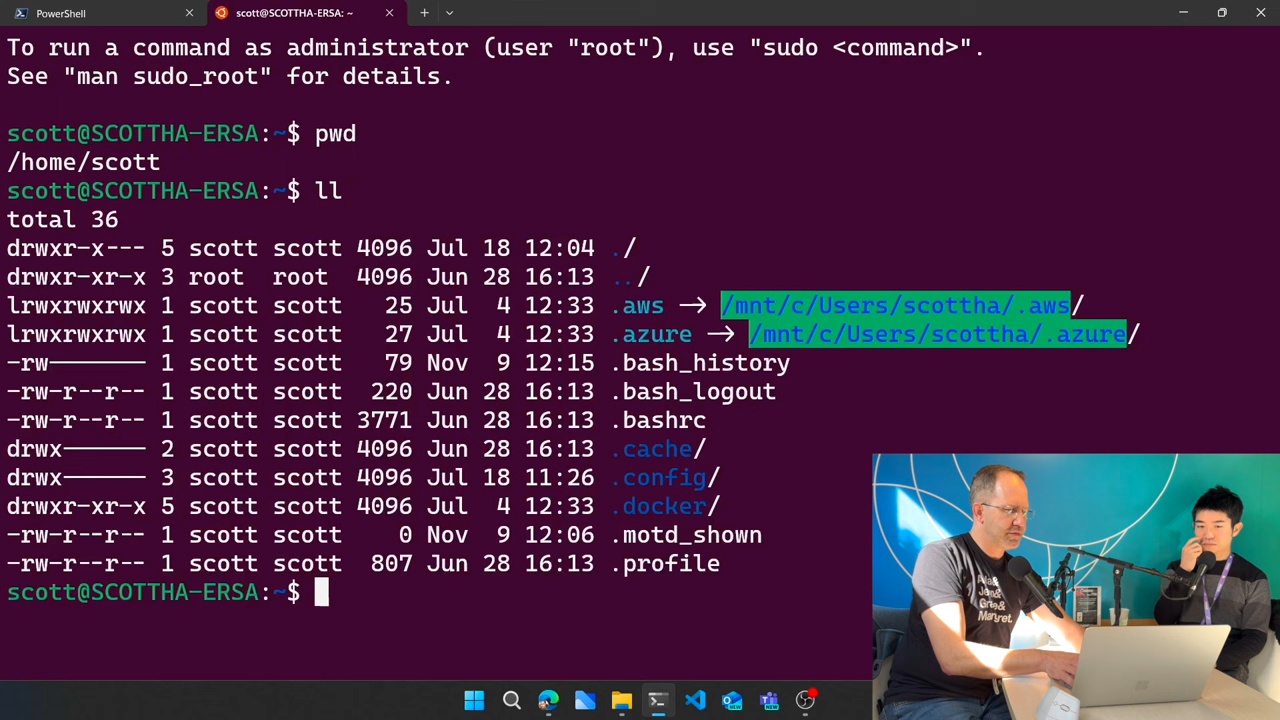 PowerShell
scott@SCOTTHA-ERSA: ~
To run a command as administrator (user "root"), use "sudo <command>".
See "man sudo_root" for details.
scott@SCOTTHA-ERSA:~$ pwd
/home/scott
scott@SCOTTHA-ERSA:~$ ll
total 36
drwxr-x--- 5 scott scott 4096 Jul 18 12:04 ./
drwxr-xr-x 3 root root 4096 Jun 28 16:13 ../
lrwxrwxrwx 1 scott scott 25 Jul 4 12:33 .aws -> /mnt/c/Users/scottha/.aws/
lrwxrwxrwx 1 scott scott 27 Jul 4 12:33 .azure -> /mnt/c/Users/scottha/.azure/
-rw------- 1 scott scott 79 Nov 9 12:15 .bash_history
-rw-r--r-- 1 scott scott 220 Jun 28 16:13 .bash_logout
-rw-r--r-- 1 scott scott 3771 Jun 28 16:13 .bashrc
drwx------ 2 scott scott 4096 Jun 28 16:13 .cache/
drwx------ 3 scott scott 4096 Jul 18 11:26 .config/
drwxr-xr-x 5 scott scott 4096 Jul 4 12:33 .docker/
-rw-r--r-- 1 scott scott 0 Nov 9 12:06 .motd_shown
-rw-r--r-- 1 scott scott 807 Jun 28 16:13 .profile
scott@SCOTTHA-ERSA:~$
NEW
NEW